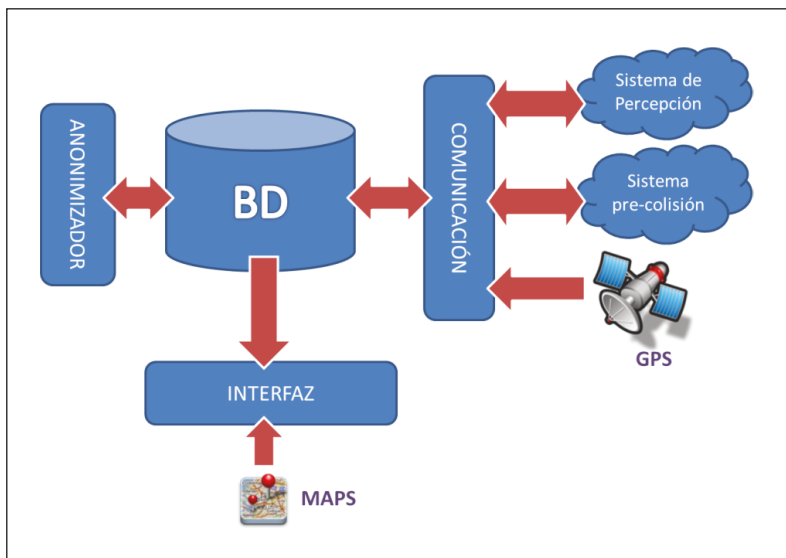 ANONIMIZADOR
BD
COMUNICACIÓN
Sistema de
Percepción
Sistema
pre-colisión
GPS
INTERFAZ
MAPS